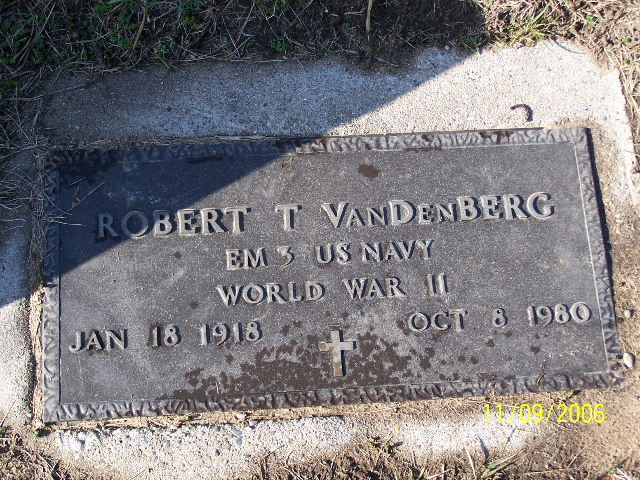 ROBERT T VANDENBERG
EM 3 US NAVY
WORLD WAR II
JAN 18 1918 OCT 8 1980
11/09/2006